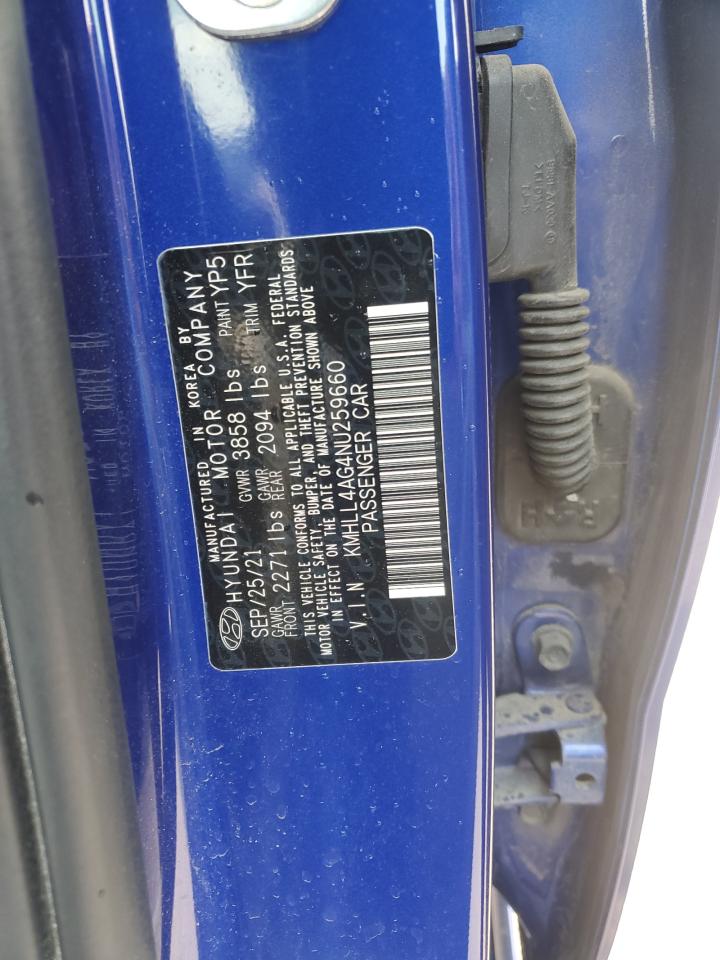 MANUFACTURED IN KOREA BY
HYUNDAI MOTOR COMPANY
SEP/25/21 GVWR 3858 lbs PAINT YP5
GAWR FRONT 2271 lbs GAWR REAR 2094 lbs TRIM YFR
THIS VEHICLE CONFORMS TO ALL APPLICABLE U.S.A. FEDERAL
MOTOR VEHICLE SAFETY, BUMPER, AND THEFT PREVENTION STANDARDS
IN EFFECT ON THE DATE OF MANUFACTURE SHOWN ABOVE
V.I.N KMHLL4AG4NU259660
PASSENGER CAR